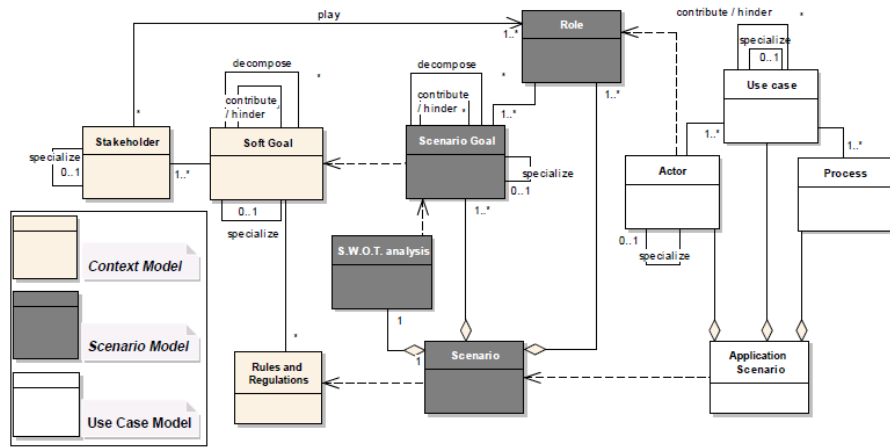 play
contribute / hinder
*
Role
1..*
*
decompose
*
decompose
*
specialize
0..1
Use case
contribute
/ hinder
contribute
/ hinder
*
1..*
1..*
1..*
*
Stakeholder
Soft Goal
Scenario Goal
1..*
1..*
specialize
0..1
1..*
0..1
specialize
Actor
Process
0..1
specialize
1..*
0..1
specialize
S.W.O.T. analysis
Context Model
1
Scenario Model
*
1
Rules and
Regulations
Scenario
Application
Scenario
Use Case Model